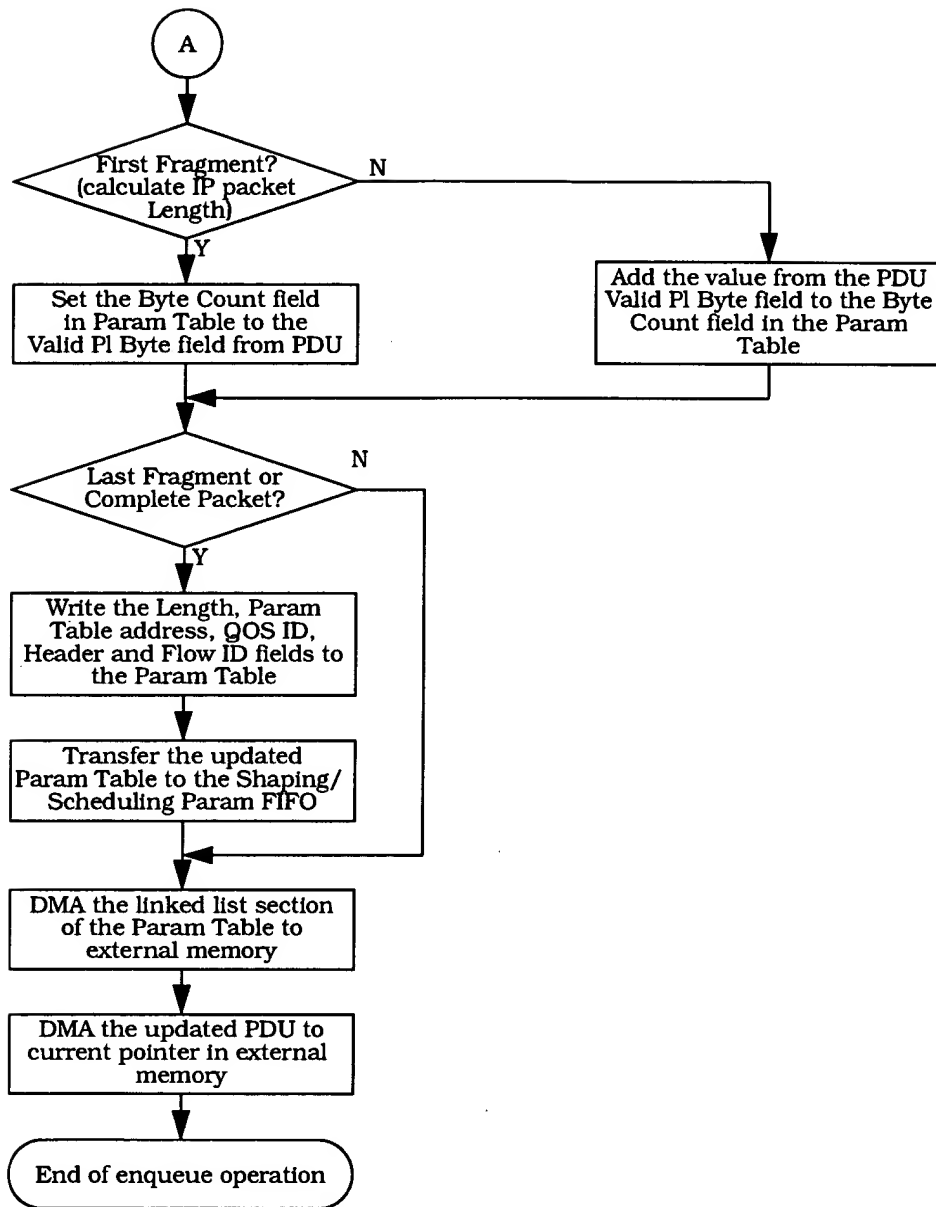 A
First Fragment?
(calculate IP packet
Length)
N
Y
Set the Byte Count field
in Param Table to the
Valid Pl Byte field from PDU
Add the value from the PDU
Valid Pl Byte field to the Byte
Count field in the Param
Table
Last Fragment or
Complete Packet?
N
Y
Write the Length, Param
Table address, QOS ID,
Header and Flow ID fields to
the Param Table
Transfer the updated
Param Table to the Shaping/
Scheduling Param FIFO
DMA the linked list section
of the Param Table to
external memory
DMA the updated PDU to
current pointer in external
memory
End of enqueue operation